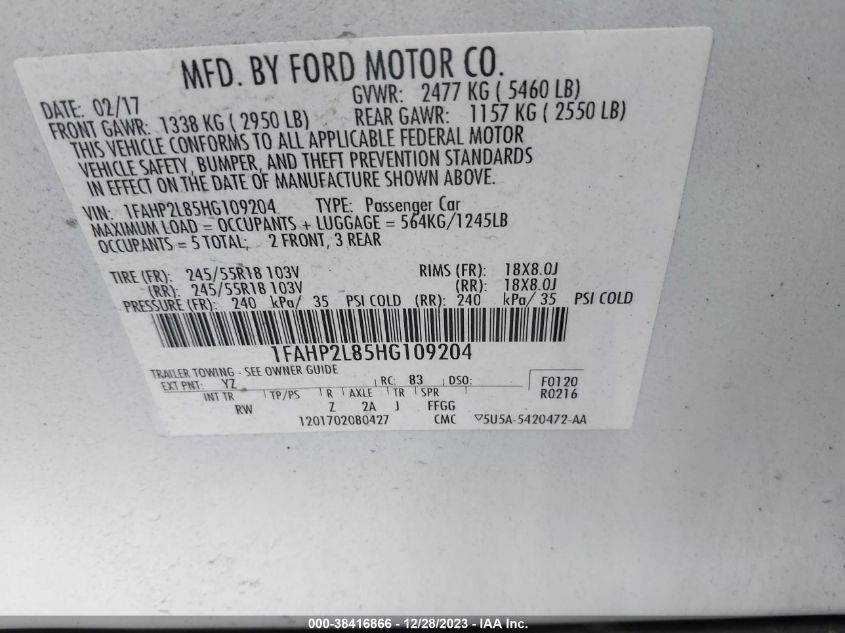 MFD. BY FORD MOTOR CO.
DATE: 02/17 GVWR: 2477 KG ( 5460 LB)
FRONT GAWR: 1338 KG ( 2950 LB) REAR GAWR: 1157 KG ( 2550 LB)
THIS VEHICLE CONFORMS TO ALL APPLICABLE FEDERAL MOTOR
VEHICLE SAFETY, BUMPER, AND THEFT PREVENTION STANDARDS
IN EFFECT ON THE DATE OF MANUFACTURE SHOWN ABOVE.
VIN: 1FAHP2L85HG109204 TYPE: Passenger Car
MAXIMUM LOAD = OCCUPANTS + LUGGAGE = 564KG/1245LB
OCCUPANTS = 5 TOTAL; 2 FRONT, 3 REAR
TIRE (FR): 245/55R18 103V RIMS (FR): 18X8.0J
(RR): 245/55R18 103V (RR): 18X8.0J
PRESSURE (FR): 240 kPa/ 35 PSI COLD (RR): 240 kPa/ 35 PSI COLD
1FAHP2L85HG109204
TRAILER TOWING - SEE OWNER GUIDE
EXT PNT: YZ RC: 83 DSO: F0120
INT TR TP/PS R AXLE TR SPR R0216
RW Z 2A J FFGG
1201702080427 CMC ▽5U5A-5420472-AA
000-38416866 - 12/28/2023 - IAA Inc.